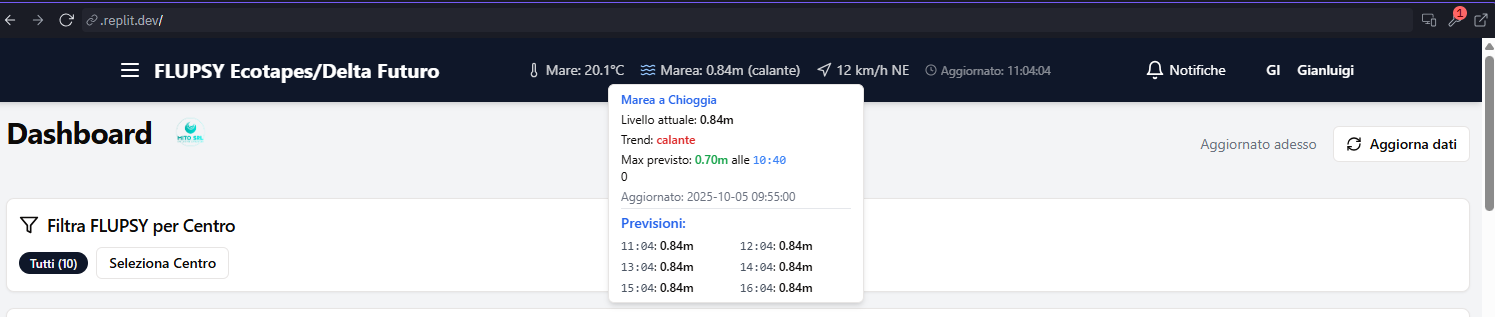 .replit.dev/
1
FLUPSY Ecotapes/Delta Futuro
Mare: 20.1°C
Marea: 0.84m (calante)
12 km/h NE
Aggiornato: 11:04:04
Notifiche
GI
Gianluigi
Dashboard
MITO SRL
Aggiornato adesso
Aggiorna dati
Marea a Chioggia
Livello attuale: 0.84m
Trend: calante
Max previsto: 0.70m alle 10:40
0
Aggiornato: 2025-10-05 09:55:00
Previsioni:
11:04: 0.84m 12:04: 0.84m
13:04: 0.84m 14:04: 0.84m
15:04: 0.84m 16:04: 0.84m
Filtra FLUPSY per Centro
Tutti (10)
Seleziona Centro